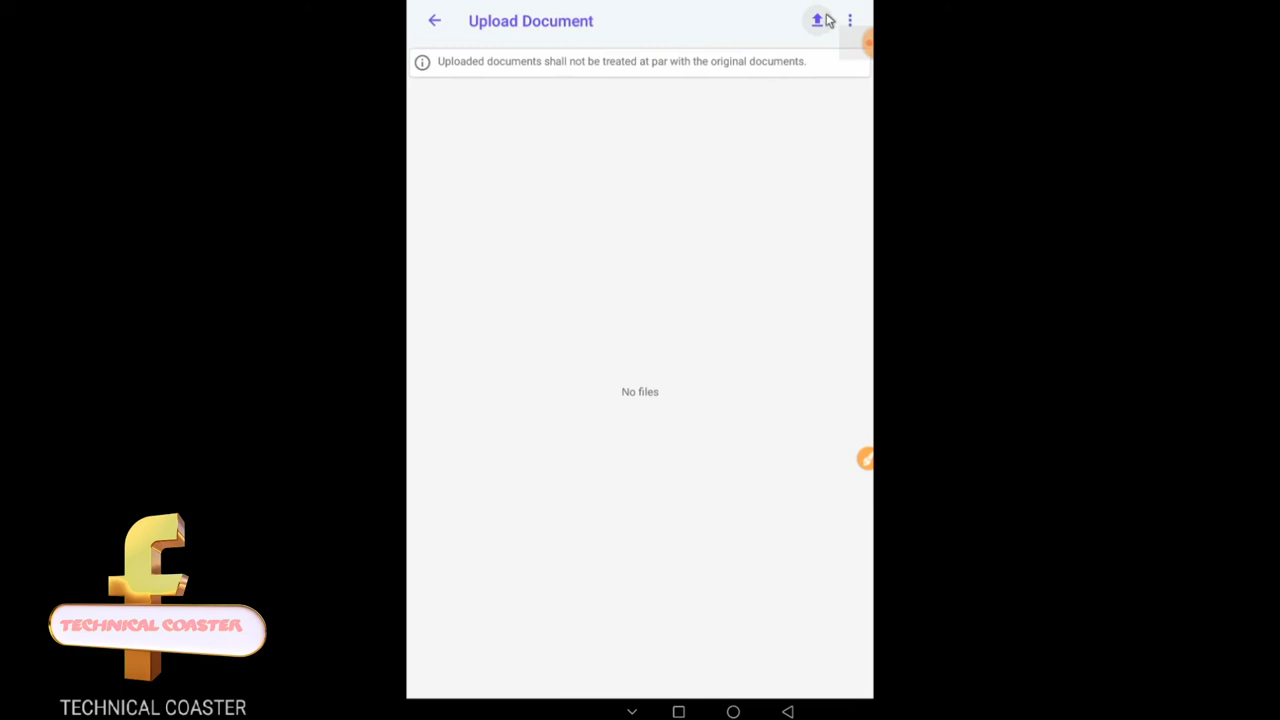 Upload Document
Uploaded documents shall not be treated at par with the original documents.
No files
TECHNICAL COASTER
TECHNICAL COASTER